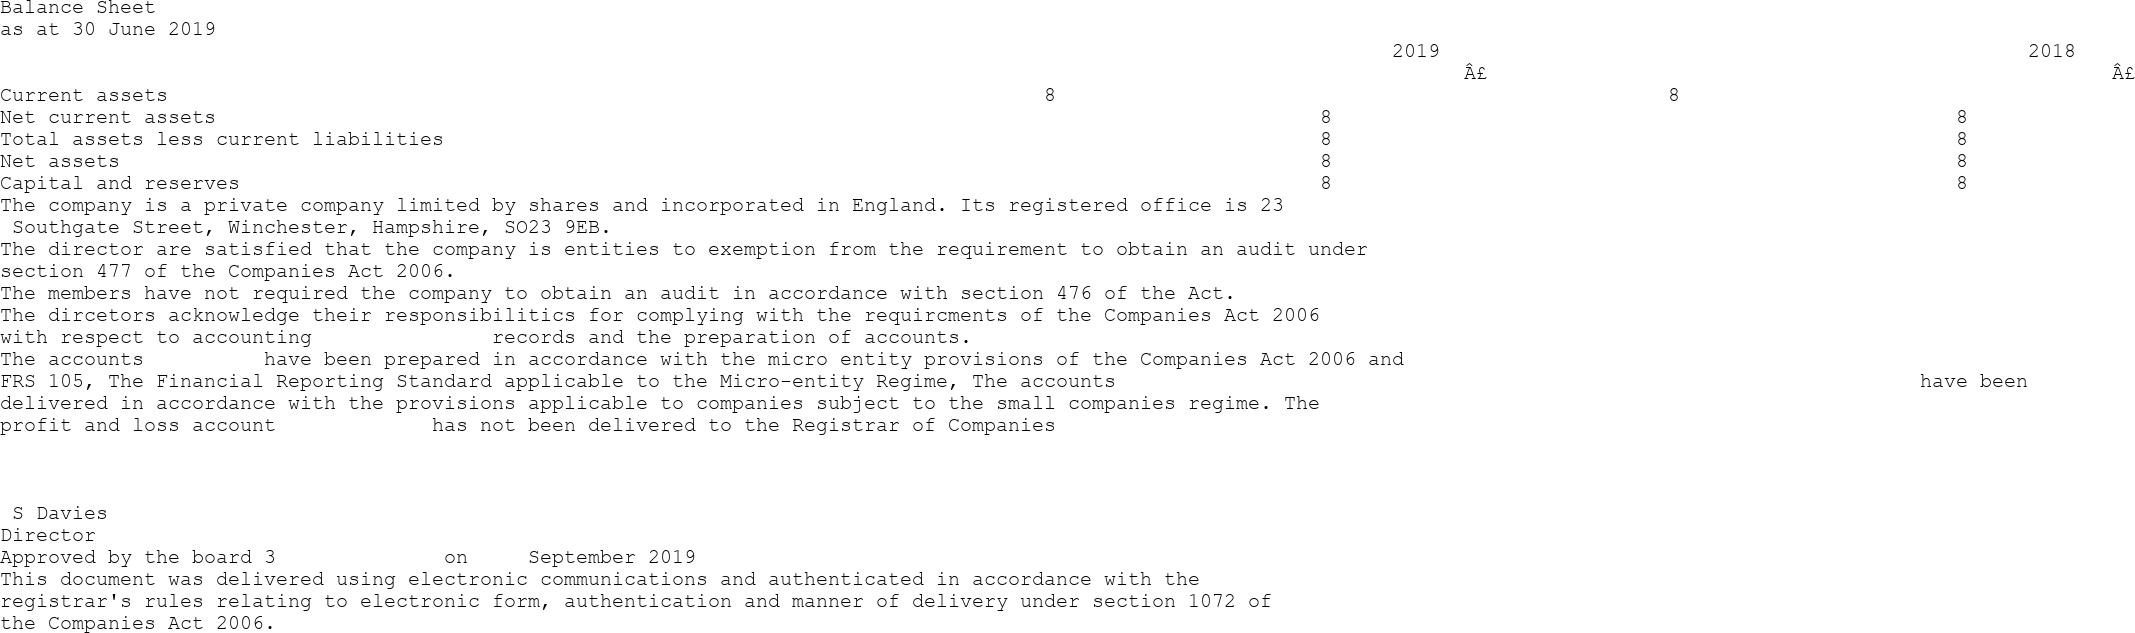 Balance Sheet
as at 30 June 2019
2019 2018
Â£ Â£
Current assets 8 8
Net current assets 8 8
Total assets less current liabilities 8 8
Net assets 8 8
Capital and reserves 8 8
The company is a private company limited by shares and incorporated in England. Its registered office is 23
Southgate Street, Winchester, Hampshire, SO23 9EB.
The director are satisfied that the company is entities to exemption from the requirement to obtain an audit under
section 477 of the Companies Act 2006.
The members have not required the company to obtain an audit in accordance with section 476 of the Act.
The dircetors acknowledge their responsibilitics for complying with the requircments of the Companies Act 2006
with respect to accounting records and the preparation of accounts.
The accounts have been prepared in accordance with the micro entity provisions of the Companies Act 2006 and
FRS 105, The Financial Reporting Standard applicable to the Micro-entity Regime, The accounts have been
delivered in accordance with the provisions applicable to companies subject to the small companies regime. The
profit and loss account has not been delivered to the Registrar of Companies
S Davies
Director
Approved by the board 3 on September 2019
This document was delivered using electronic communications and authenticated in accordance with the
registrar's rules relating to electronic form, authentication and manner of delivery under section 1072 of
the Companies Act 2006.